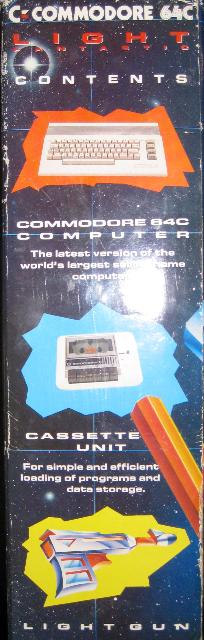 C= COMMODORE 64C
LIGHT
FANTASTIC
CONTENTS
COMMODORE 64C
COMPUTER
The latest version of the
world's largest selling home
computer.
CASSETTE
UNIT
For simple and efficient
loading of programs and
data storage.
LIGHT GUN